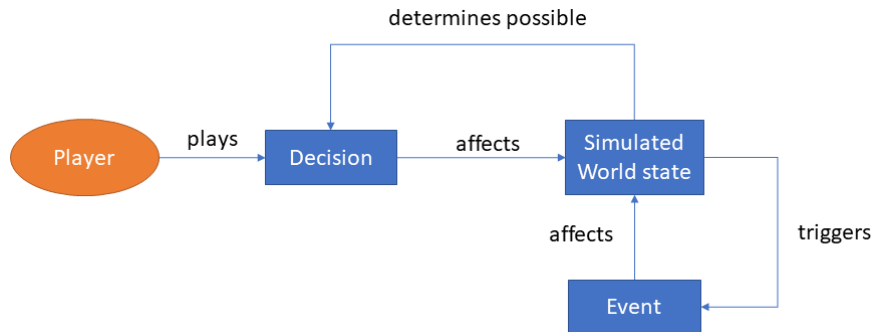 determines possible
plays
affects
Player
Decision
Simulated
World state
affects
triggers
Event